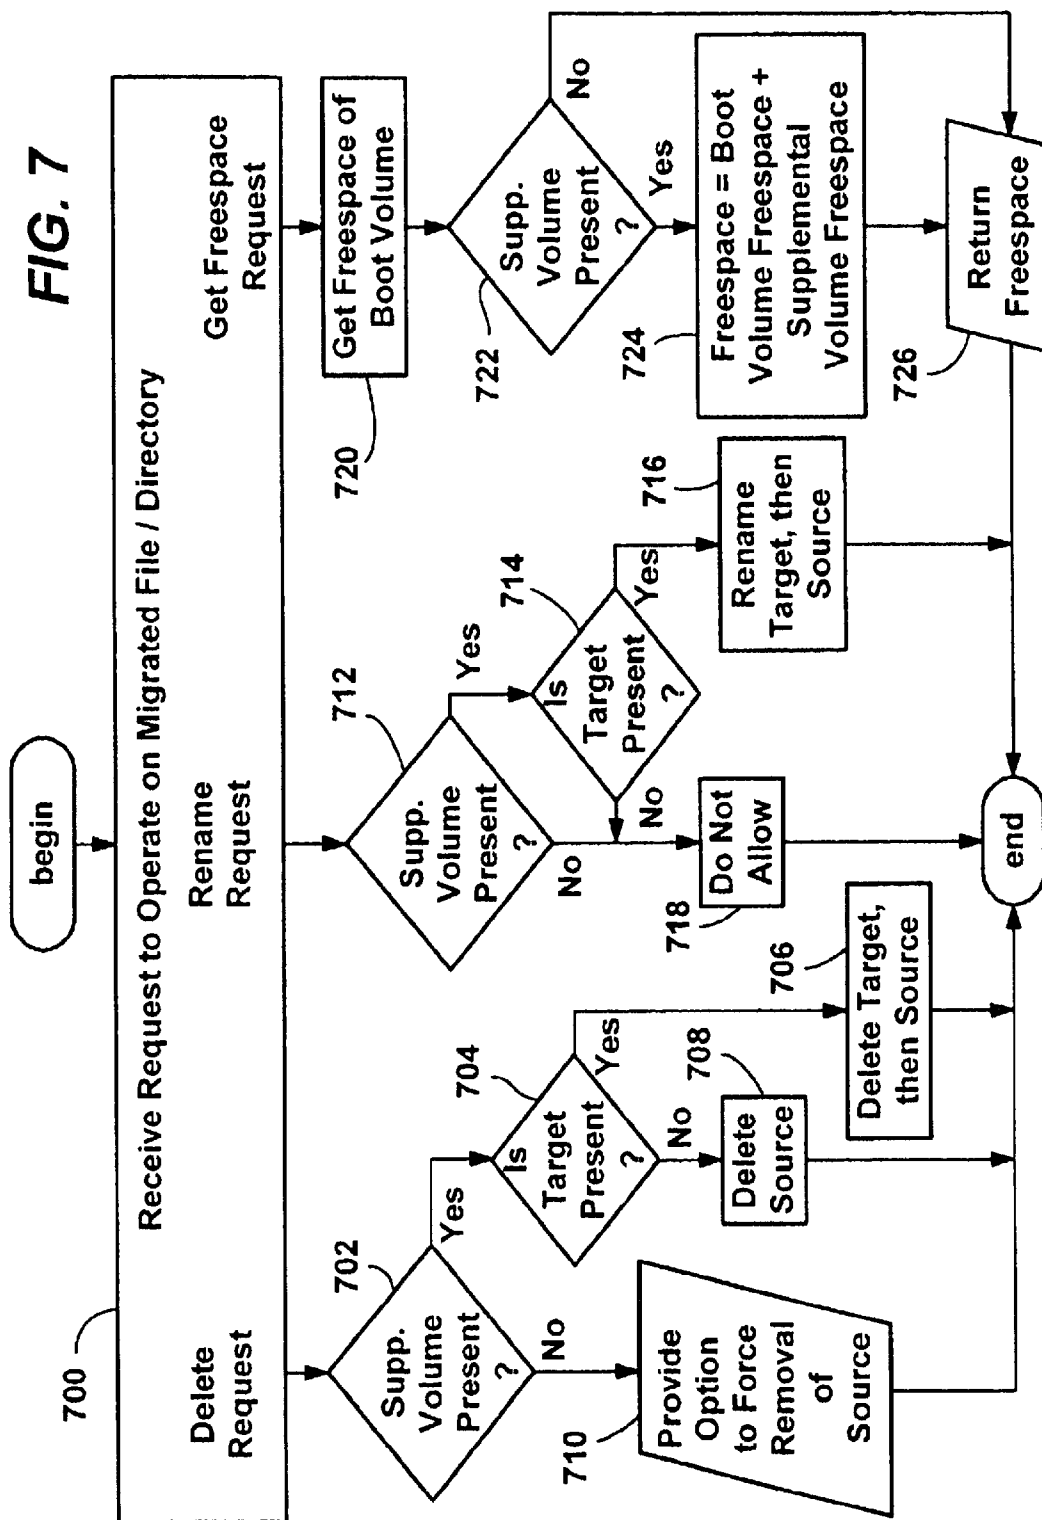 FIG. 7
begin
700
Receive Request to Operate on Migrated File / Directory
Delete
Request
Rename
Request
Get Freespace
Request
702
Supp.
Volume
Present
?
Yes
No
704
Is
Target
Present
?
Yes
No
706
Delete Target,
then Source
708
Delete
Source
710
Provide
Option
to Force
Removal
of
Source
712
Supp.
Volume
Present
?
Yes
No
714
Is
Target
Present
?
Yes
No
716
Rename
Target, then
Source
718
Do Not
Allow
720
Get Freespace of
Boot Volume
722
Supp.
Volume
Present
?
No
Yes
724
Freespace = Boot
Volume Freespace +
Supplemental
Volume Freespace
726
Return
Freespace
end